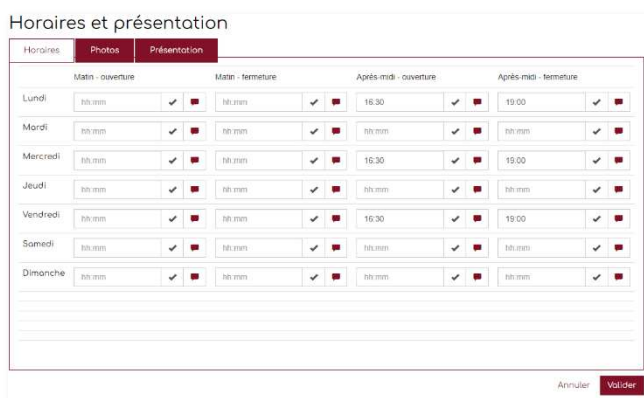 Horaires et présentation
Horaires Photos Présentation
Matin - ouverture Matin - fermeture Après-midi - ouverture Après-midi - fermeture
Lundi hh:mm hh:mm 16:30 19:00
Mardi hh:mm hh:mm hh:mm hh:mm
Mercredi hh:mm hh:mm 16:30 19:00
Jeudi hh:mm hh:mm hh:mm hh:mm
Vendredi hh:mm hh:mm 16:30 19:00
Samedi hh:mm hh:mm hh:mm hh:mm
Dimanche hh:mm hh:mm hh:mm hh:mm
Annuler Valider